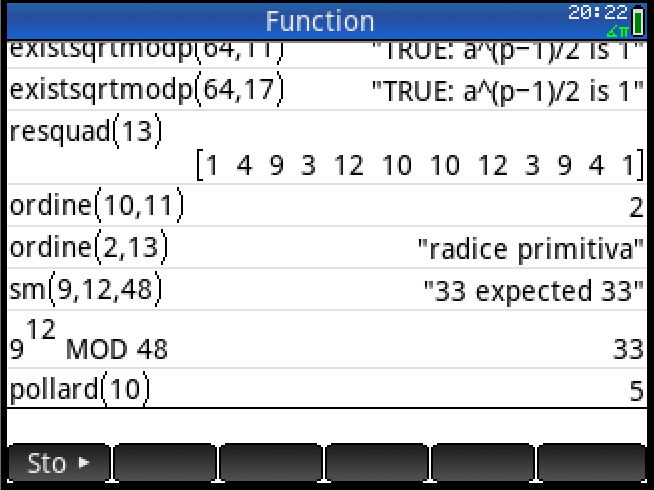 Function
20:22
∡π
existsqrtmodp(64,11) "TRUE: a^(p−1)/2 is 1"
existsqrtmodp(64,17) "TRUE: a^(p−1)/2 is 1"
resquad(13)
[1 4 9 3 12 10 10 12 3 9 4 1]
ordine(10,11) 2
ordine(2,13) "radice primitiva"
sm(9,12,48) "33 expected 33"
9^12 MOD 48 33
pollard(10) 5
Sto ▶